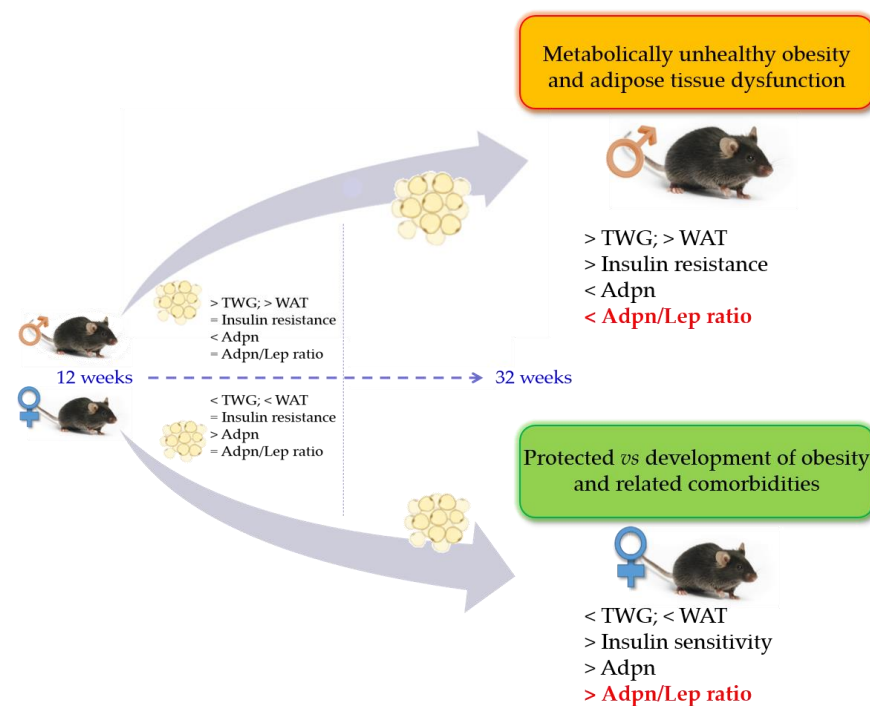 Metabolically unhealthy obesity
and adipose tissue dysfunction
> TWG; > WAT
> Insulin resistance
< Adpn
< Adpn/Lep ratio
> TWG; > WAT
= Insulin resistance
< Adpn
= Adpn/Lep ratio
12 weeks
32 weeks
< TWG; < WAT
= Insulin resistance
> Adpn
= Adpn/Lep ratio
Protected vs development of obesity
and related comorbidities
< TWG; < WAT
> Insulin sensitivity
> Adpn
> Adpn/Lep ratio